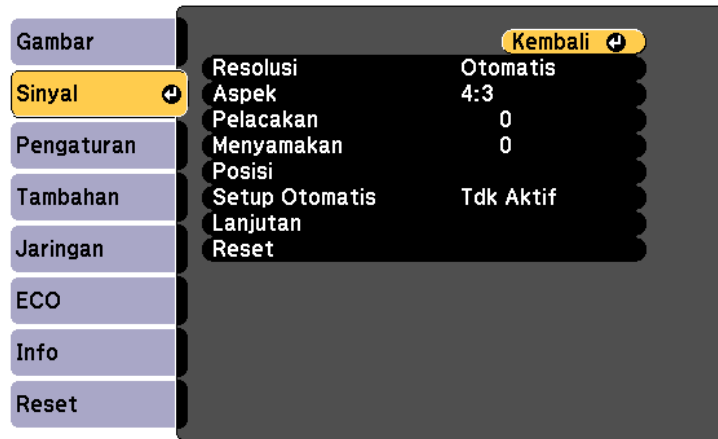 Gambar
Sinyal
Pengaturan
Tambahan
Jaringan
ECO
Info
Reset
Kembali
Resolusi Otomatis
Aspek 4:3
Pelacakan 0
Menyamakan 0
Posisi
Setup Otomatis Tdk Aktif
Lanjutan
Reset